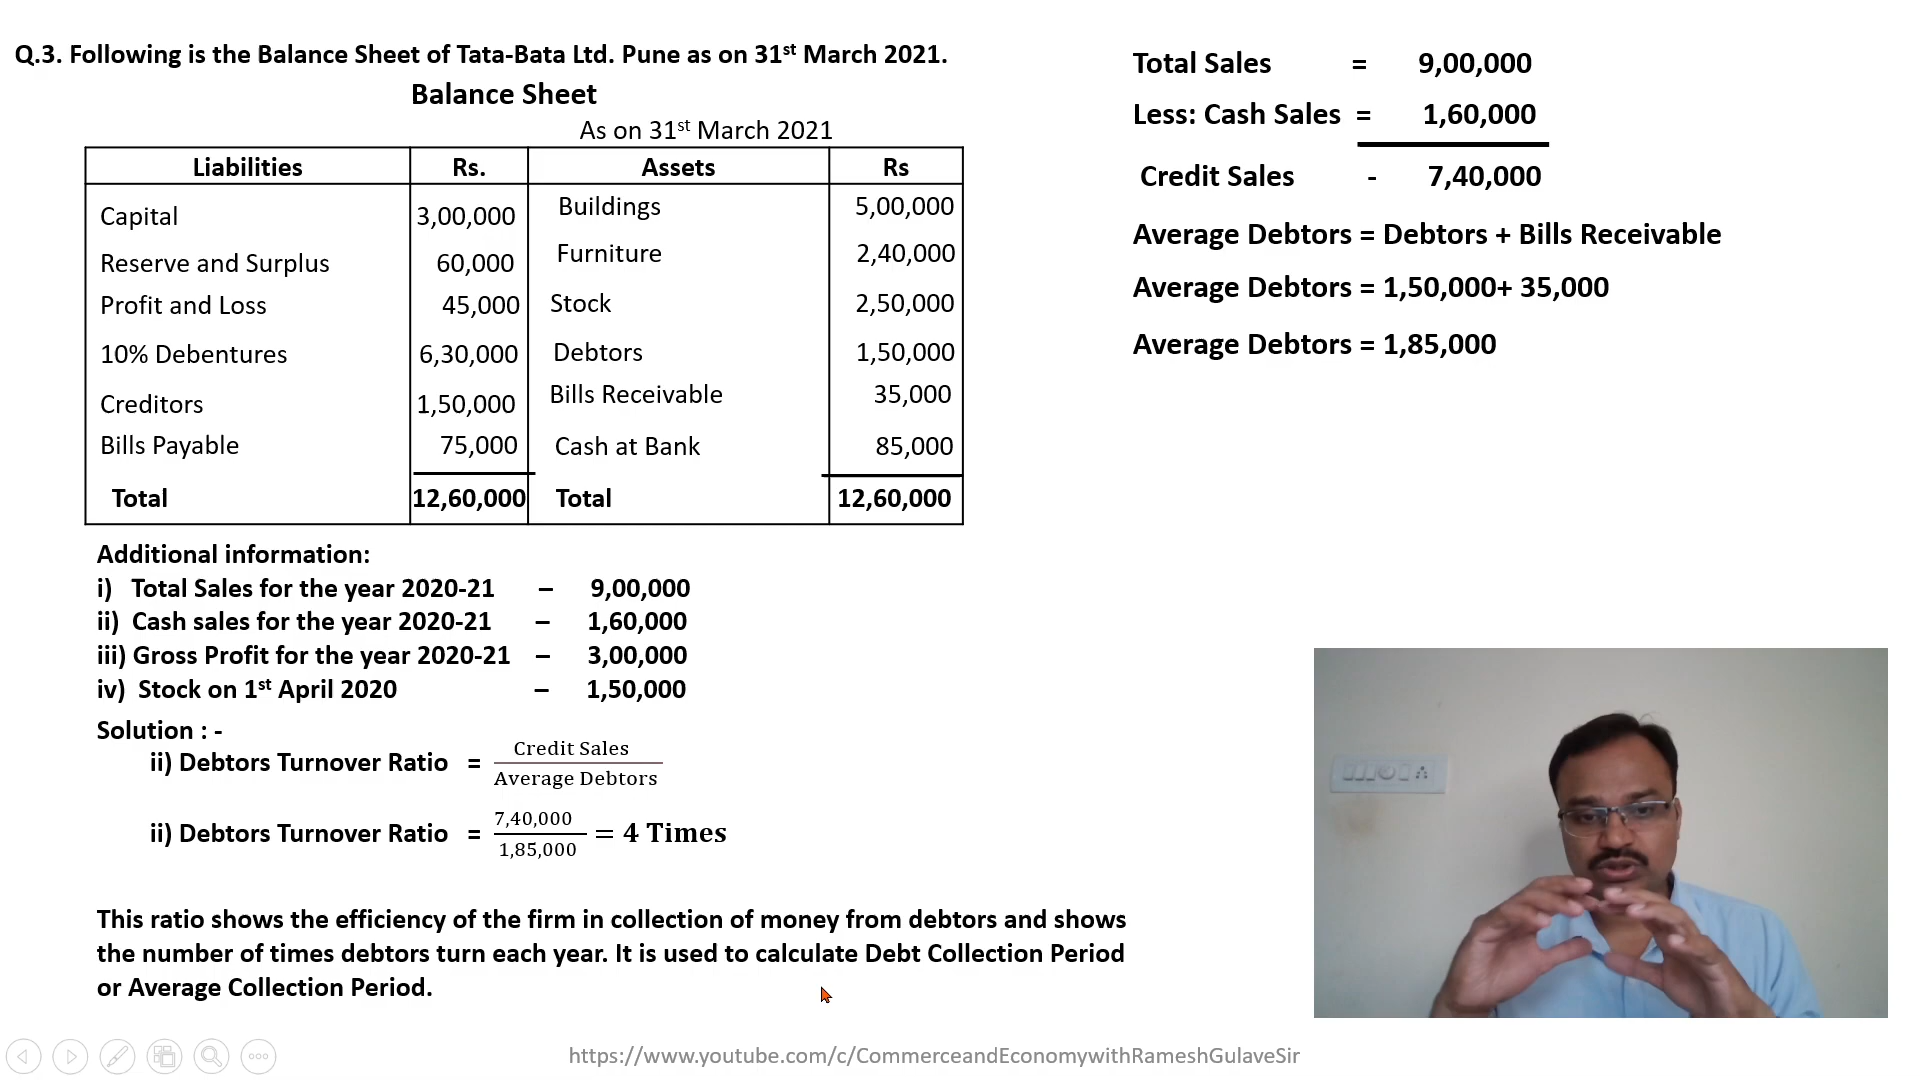 Q.3. Following is the Balance Sheet of Tata-Bata Ltd. Pune as on 31st March 2021.
Balance Sheet
As on 31st March 2021
Liabilities Rs. Assets Rs
Capital 3,00,000 Buildings 5,00,000
Reserve and Surplus 60,000 Furniture 2,40,000
Profit and Loss 45,000 Stock 2,50,000
10% Debentures 6,30,000 Debtors 1,50,000
Creditors 1,50,000 Bills Receivable 35,000
Bills Payable 75,000 Cash at Bank 85,000
Total 12,60,000 Total 12,60,000
Additional information:
i) Total Sales for the year 2020-21 – 9,00,000
ii) Cash sales for the year 2020-21 – 1,60,000
iii) Gross Profit for the year 2020-21 – 3,00,000
iv) Stock on 1st April 2020 – 1,50,000
Solution : -
ii) Debtors Turnover Ratio = Credit Sales / Average Debtors
ii) Debtors Turnover Ratio = 7,40,000 / 1,85,000 = 4 Times
This ratio shows the efficiency of the firm in collection of money from debtors and shows
the number of times debtors turn each year. It is used to calculate Debt Collection Period
or Average Collection Period.
Total Sales = 9,00,000
Less: Cash Sales = 1,60,000
Credit Sales - 7,40,000
Average Debtors = Debtors + Bills Receivable
Average Debtors = 1,50,000+ 35,000
Average Debtors = 1,85,000
https://www.youtube.com/c/CommerceandEconomywithRameshGulaveSir